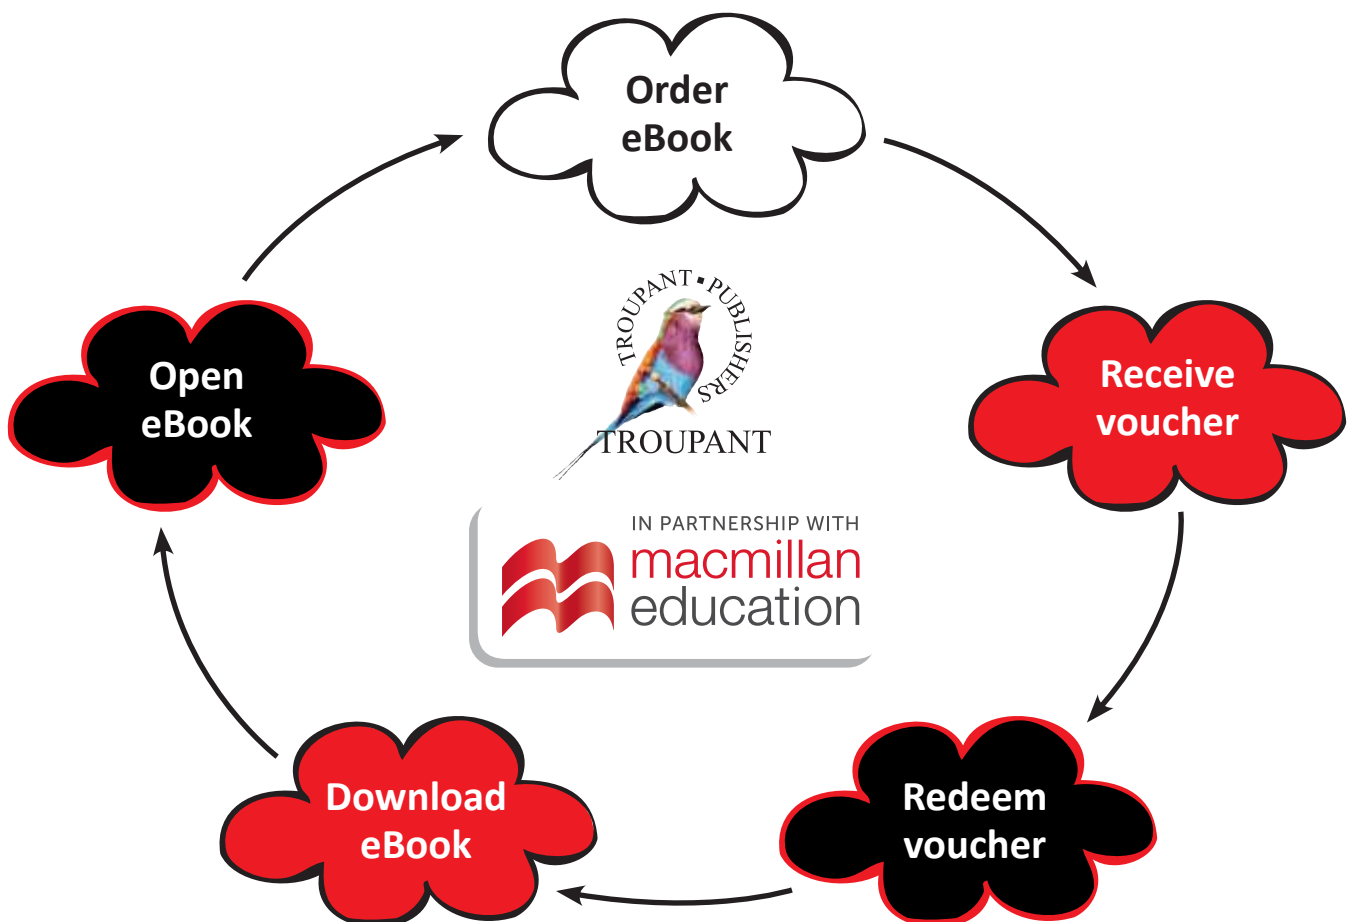 Order
eBook
Receive
voucher
Redeem
voucher
Download
eBook
Open
eBook
TROUPANT ▪ PUBLISHERS
TROUPANT
IN PARTNERSHIP WITH
macmillan
education